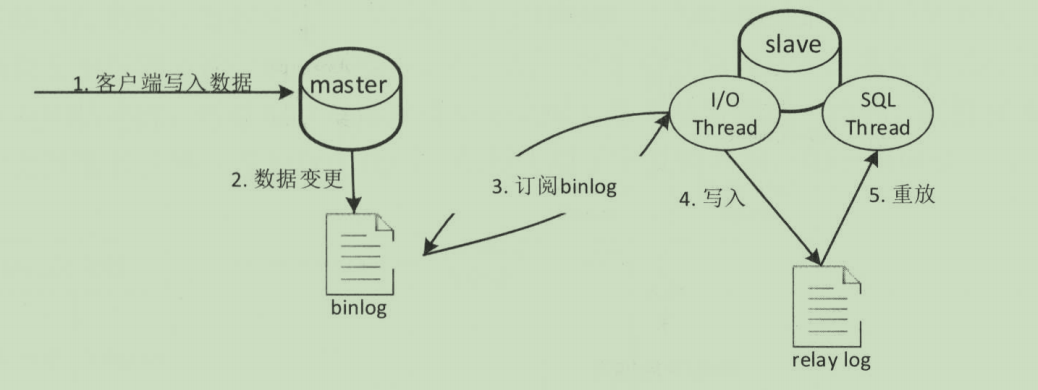 1. 客户端写入数据
master
2. 数据变更
binlog
3. 订阅binlog
slave
I/O
Thread
SQL
Thread
4. 写入
5. 重放
relay log